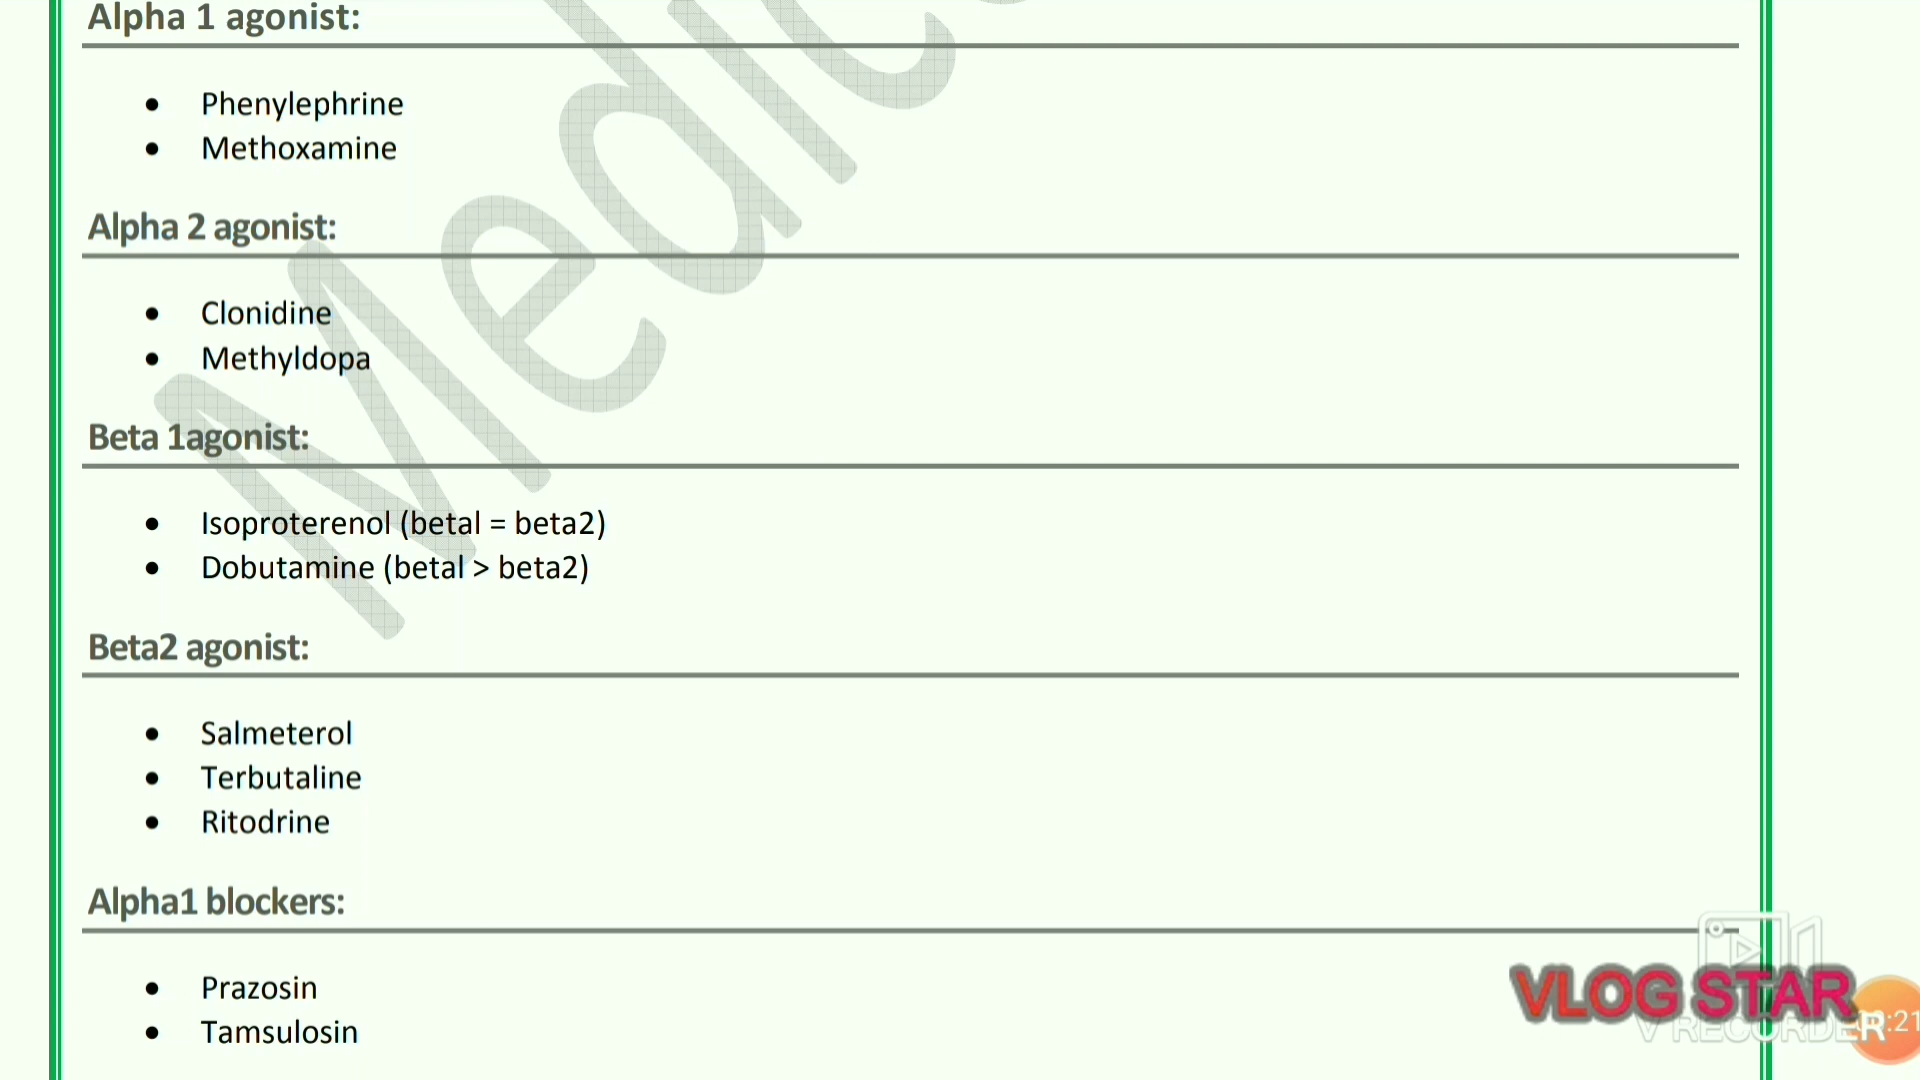 Alpha 1 agonist:
• Phenylephrine
• Methoxamine
Alpha 2 agonist:
• Clonidine
• Methyldopa
Beta 1agonist:
• Isoproterenol (betal = beta2)
• Dobutamine (betal > beta2)
Beta2 agonist:
• Salmeterol
• Terbutaline
• Ritodrine
Alpha1 blockers:
• Prazosin
• Tamsulosin
VLOG STAR
V RECORDER